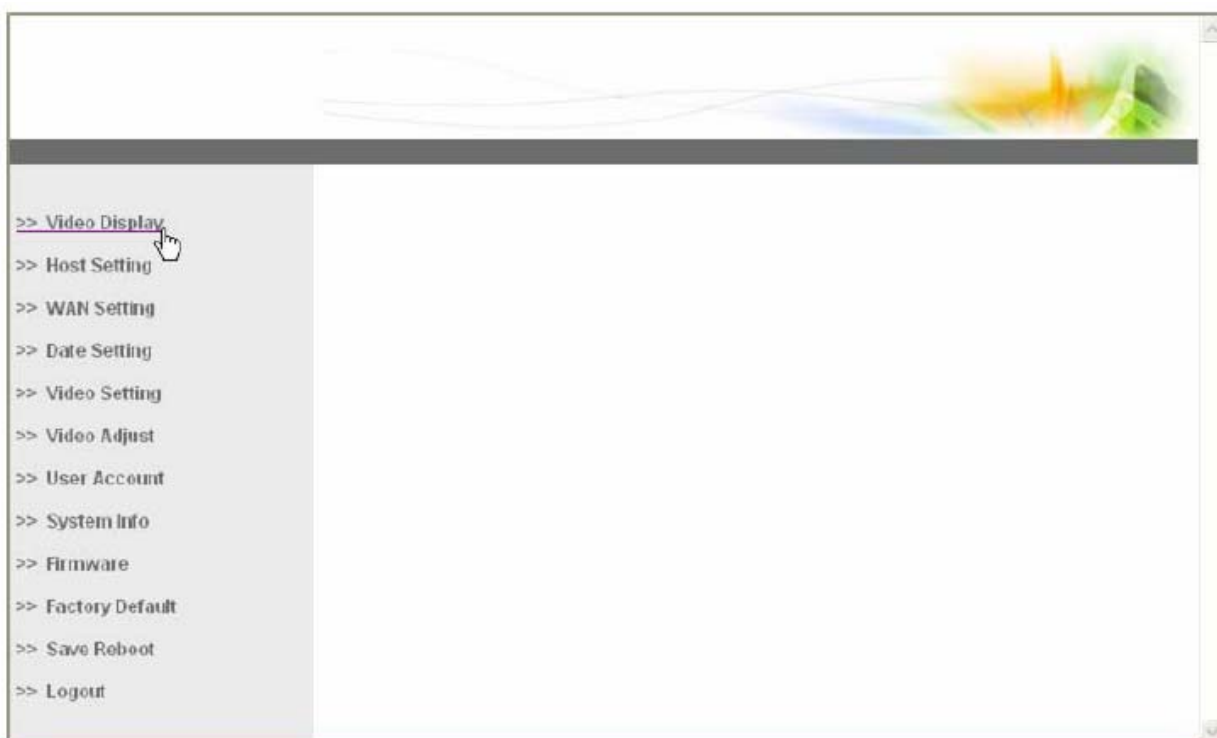 >> Video Display
>> Host Setting
>> WAN Setting
>> Date Setting
>> Video Setting
>> Video Adjust
>> User Account
>> System Info
>> Firmware
>> Factory Default
>> Save Reboot
>> Logout